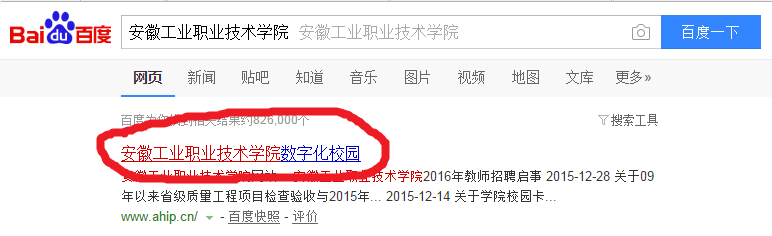 Bai du 百度 安徽工业职业技术学院 安徽工业职业技术学院 百度一下
网页 新闻 贴吧 知道 音乐 图片 视频 地图 文库 更多»
百度为您找到相关结果约826,000个 搜索工具
安徽工业职业技术学院数字化校园
安徽工业职业技术学院网站 安徽工业职业技术学院2016年教师招聘启事 2015-12-28 关于09
年以来省级质量工程项目检查验收与2015年... 2015-12-14 关于学院校园卡...
www.ahip.cn/ - 百度快照 - 评价